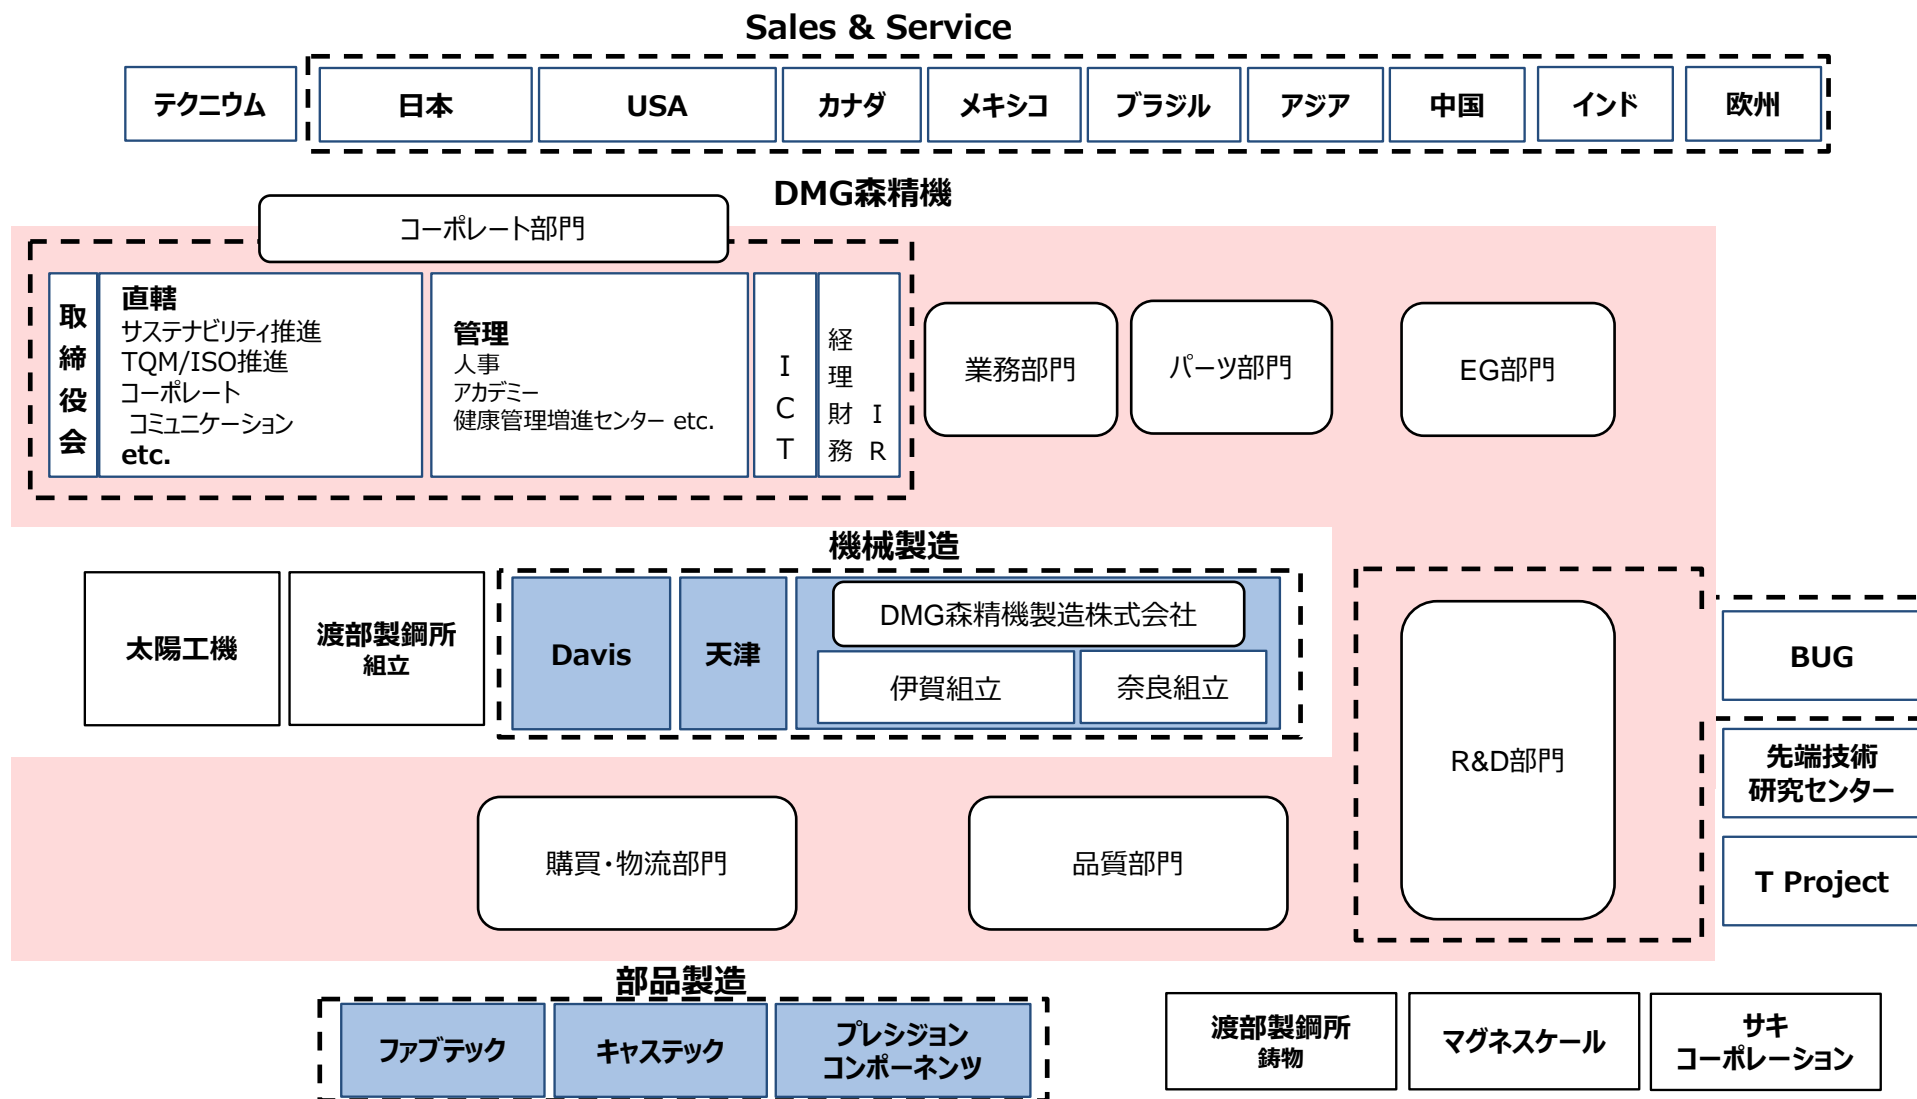 Sales & Service
テクニウム
日本
USA
カナダ
メキシコ
ブラジル
アジア
中国
インド
欧州
DMG森精機
コーポレート部門
取締役会
直轄
サステナビリティ推進
TQM/ISO推進
コーポレート
コミュニケーション
etc.
管理
人事
アカデミー
健康管理増進センター etc.
ICT
経理財務
IR
業務部門
パーツ部門
EG部門
機械製造
太陽工機
渡部製鋼所
組立
Davis
天津
DMG森精機製造株式会社
伊賀組立
奈良組立
R&D部門
BUG
先端技術
研究センター
T Project
購買・物流部門
品質部門
部品製造
ファブテック
キャステック
プレシジョン
コンポーネンツ
渡部製鋼所
鋳物
マグネスケール
サキ
コーポレーション